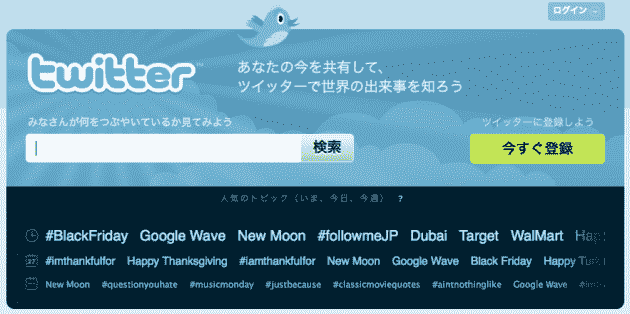 ログイン
twitter
あなたの今を共有して、
ツイッターで世界の出来事を知ろう
みなさんが何をつぶやいているか見てみよう
ツイッターに登録しよう
検索
今すぐ登録
人気のトピック（いま、今日、今週） ?
#BlackFriday Google Wave New Moon #followmeJP Dubai Target WalMart
27 #imthankfulfor Happy Thanksgiving #iamthankfulfor New Moon Google Wave Black Friday Happy
New Moon #questionyouhate #musicmonday #justbecause #classicmoviequotes #aintnothinglike Google Wave